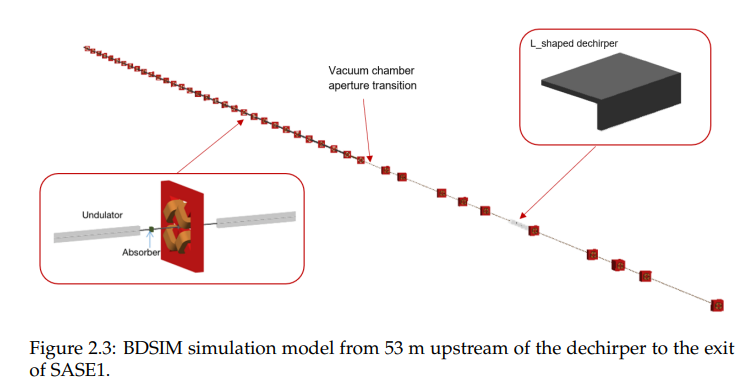 L_shaped dechirper
Vacuum chamber
aperture transition
Undulator
Absorber
Figure 2.3: BDSIM simulation model from 53 m upstream of the dechirper to the exit
of SASE1.